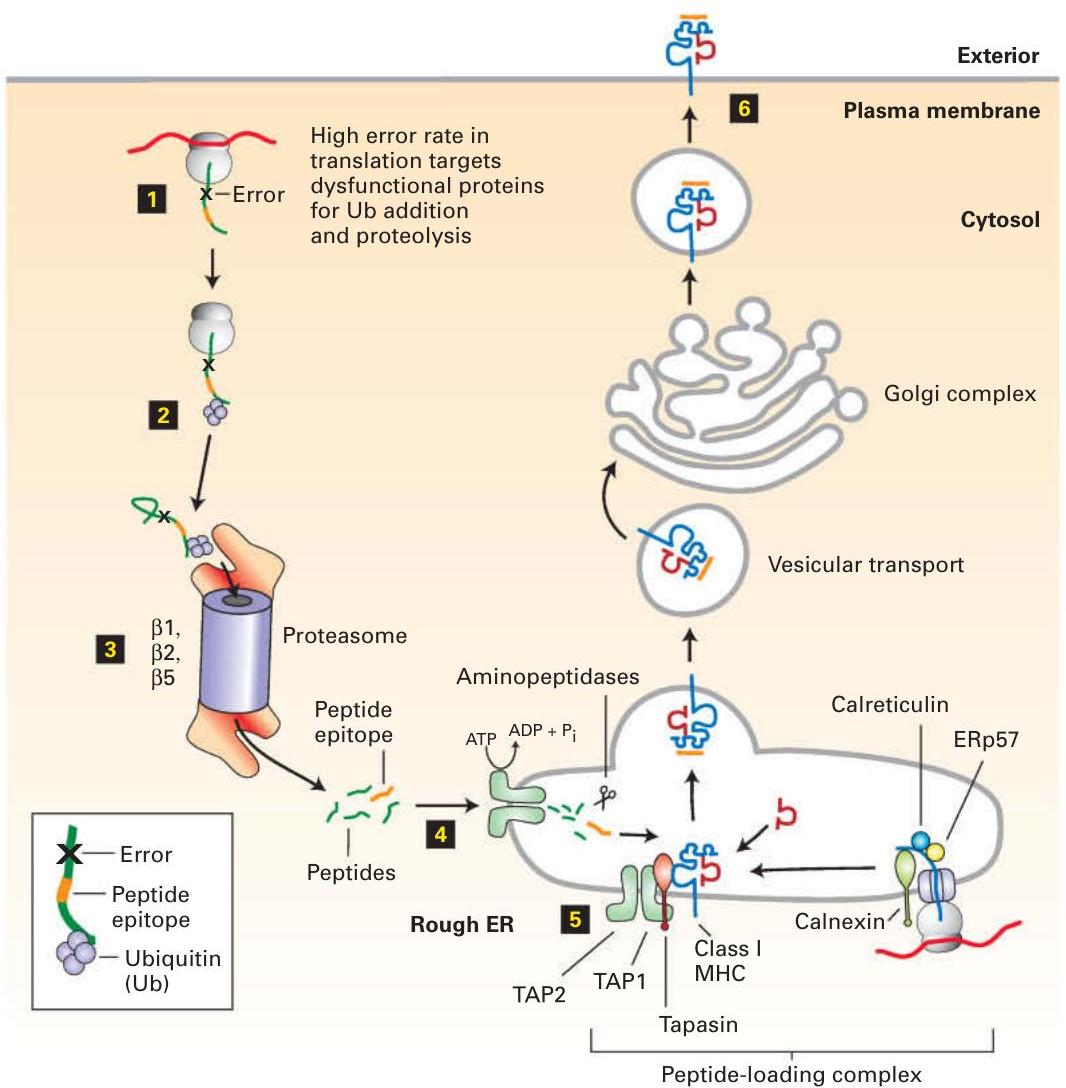 Exterior
Plasma membrane
6
Cytosol
High error rate in
translation targets
dysfunctional proteins
for Ub addition
and proteolysis
1
x
Error
x
2
x
Golgi complex
Vesicular transport
3
β1,
β2,
β5
Proteasome
Peptide
epitope
Peptides
4
ATP
ADP + Pi
Aminopeptidases
Calreticulin
ERp57
Calnexin
Rough ER
5
TAP2
TAP1
Tapasin
Class I
MHC
Peptide-loading complex
X
Error
Peptide
epitope
Ubiquitin
(Ub)